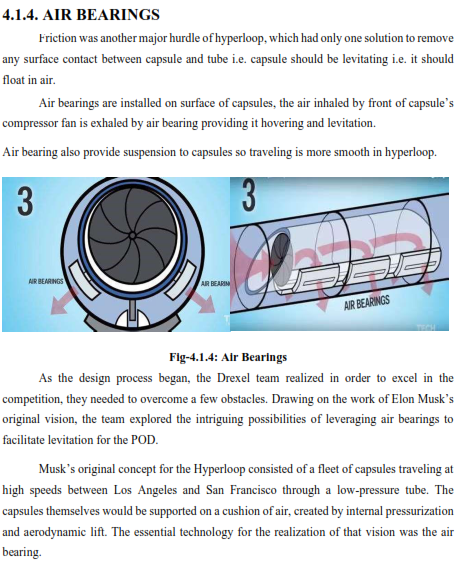 4.1.4. AIR BEARINGS
Friction was another major hurdle of hyperloop, which had only one solution to remove
any surface contact between capsule and tube i.e. capsule should be levitating i.e. it should
float in air.
Air bearings are installed on surface of capsules, the air inhaled by front of capsule's
compressor fan is exhaled by air bearing providing it hovering and levitation.
Air bearing also provide suspension to capsules so traveling is more smooth in hyperloop.
3
3
AIR BEARINGS
AIR BEARIN
AIR BEARINGS
TECH
Fig-4.1.4: Air Bearings
As the design process began, the Drexel team realized in order to excel in the
competition, they needed to overcome a few obstacles. Drawing on the work of Elon Musk's
original vision, the team explored the intriguing possibilities of leveraging air bearings to
facilitate levitation for the POD.
Musk's original concept for the Hyperloop consisted of a fleet of capsules traveling at
high speeds between Los Angeles and San Francisco through a low-pressure tube. The
capsules themselves would be supported on a cushion of air, created by internal pressurization
and aerodynamic lift. The essential technology for the realization of that vision was the air
bearing.